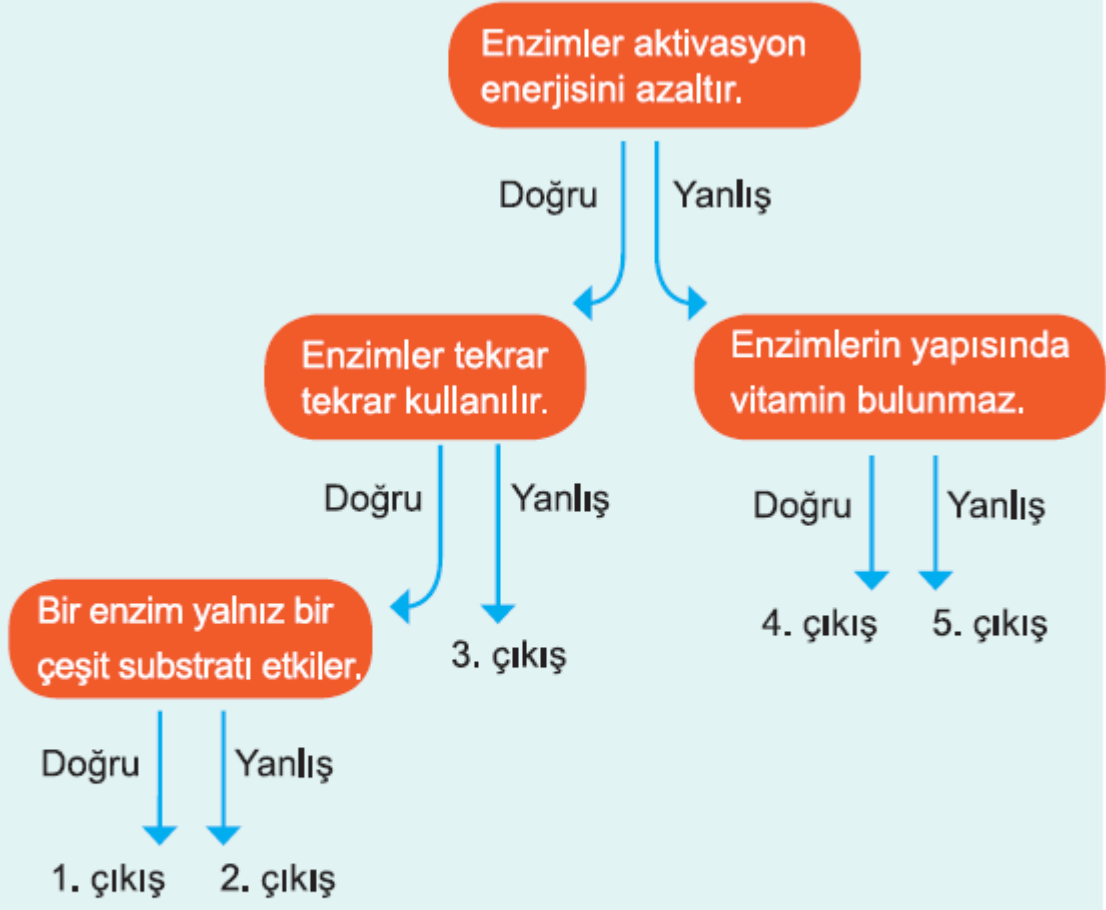 Enzimler aktivasyon
enerjisini azaltır.
Doğru
Yanlış
Enzimler tekrar
tekrar kullanılır.
Enzimlerin yapısında
vitamin bulunmaz.
Doğru
Yanlış
Doğru
Yanlış
Bir enzim yalnız bir
çeşit substratı etkiler.
3. çıkış
4. çıkış
5. çıkış
Doğru
Yanlış
1. çıkış
2. çıkış